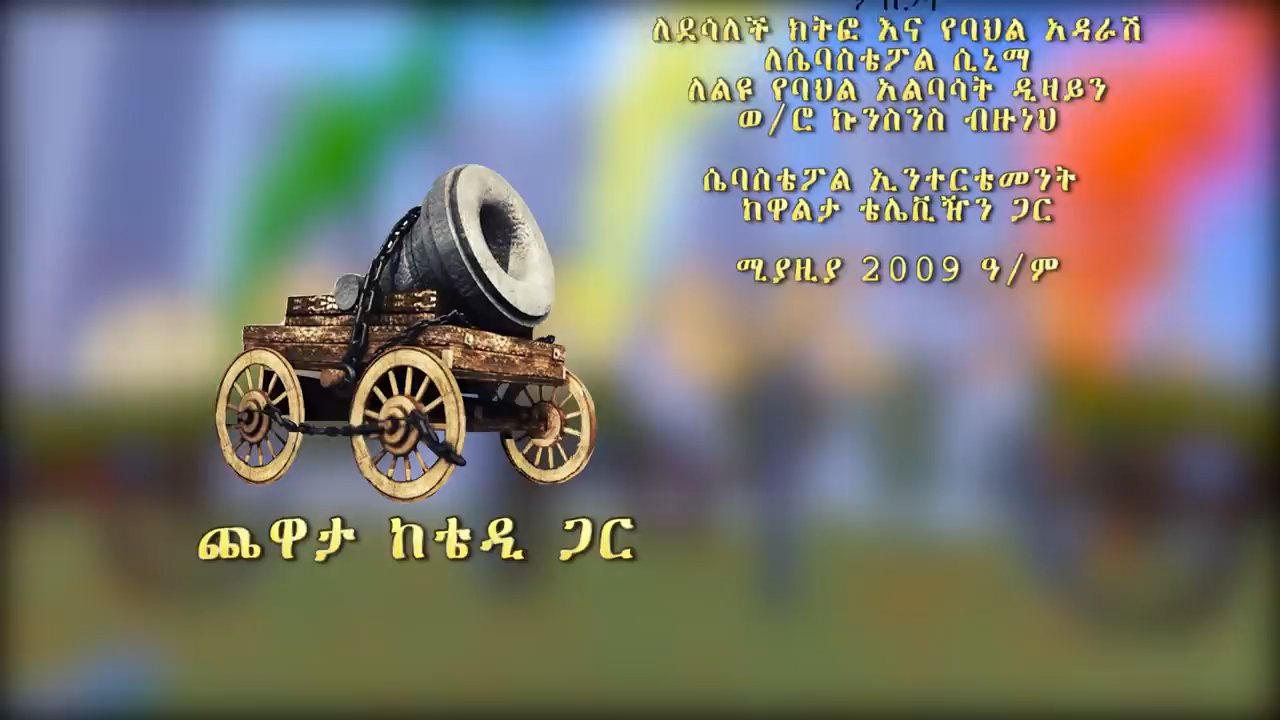 ለደሳለች ክትፎ እና የባህል አዳራሽ
ለሴባስቴፖል ሲኒማ
ለልዩ የባህል አልባሳት ዲዛይን
ወ/ሮ ኩንስንስ ብዙነህ
ሴባስቴፖል ኢንተርቴመንት
ከዋልታ ቴሌቪዥን ጋር
ሚያዚያ 2009 ዓ/ም
ጨዋታ ከቴዲ ጋር